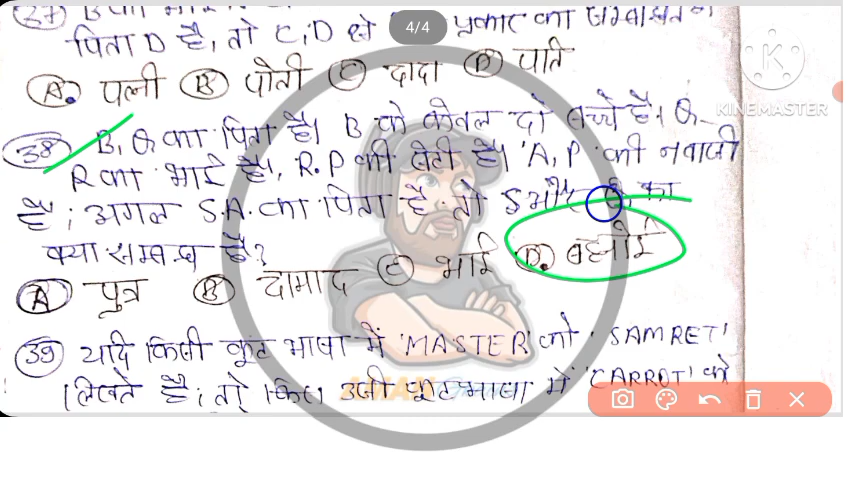 पिता D है, तो C, D से प्रकार का सम्बन्धित
4/4
(A) पत्नी (B) पोती (C) दादा (D) पति
KINEMASTER
(38) B, Q का पिता है। B को केवल दो बच्चे है। Q
R का भाई है, R. P की बेटी है। 'A, P की नवासी
है; अगल S. A. का पिता है, तो S और Q का
क्या सम्बन्ध है?
(A) पुत्र (B) दामाद (C) भाई (D) बहनोई
(39) यदि किसी कूट भाषा में 'MASTER' को 'SAMRET'
लिखते है; तो उसी कूट भाषा में 'CARROT' को